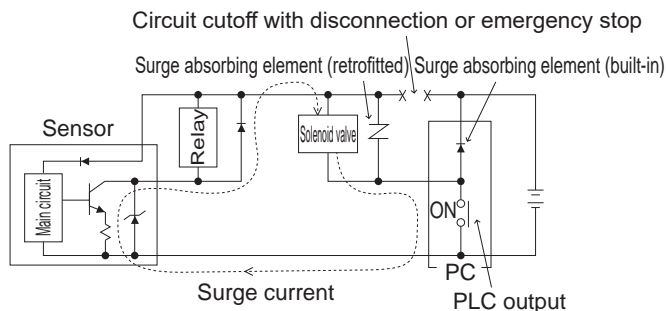 Circuit cutoff with disconnection or emergency stop
Surge absorbing element (retrofitted)
Surge absorbing element (built-in)
Sensor
Relay
Solenoid valve
Main circuit
ON
PC
Surge current
PLC output